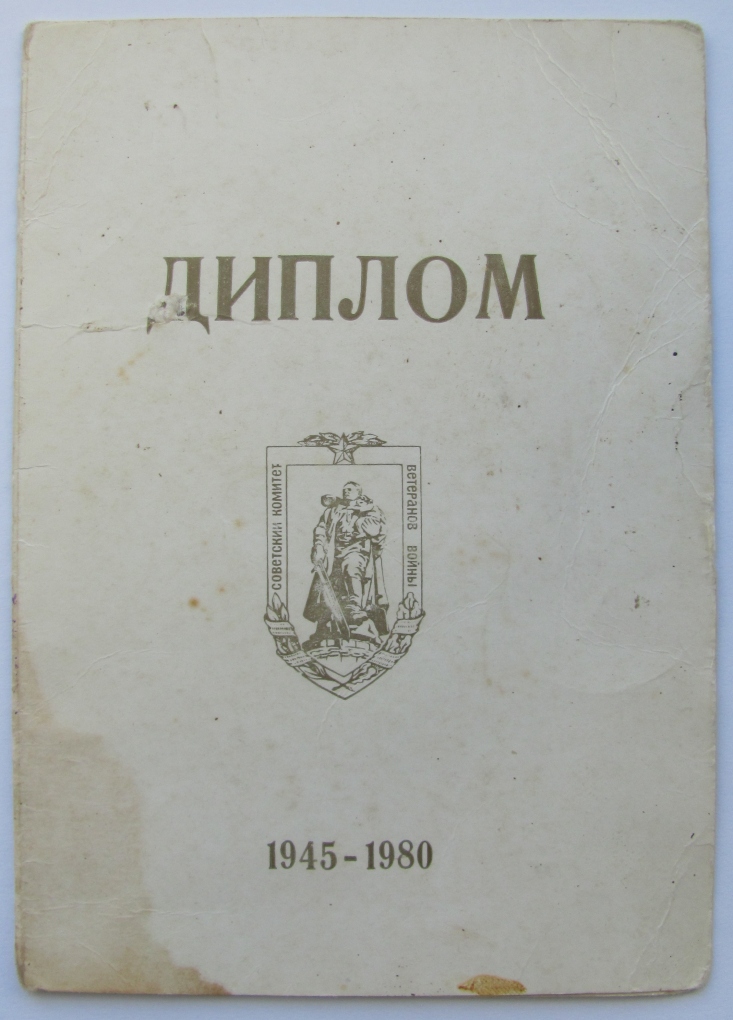 ДИПЛОМ
СОВЕТСКИЙ КОМИТЕТ
ВЕТЕРАНОВ ВОЙНЫ
1945-1980